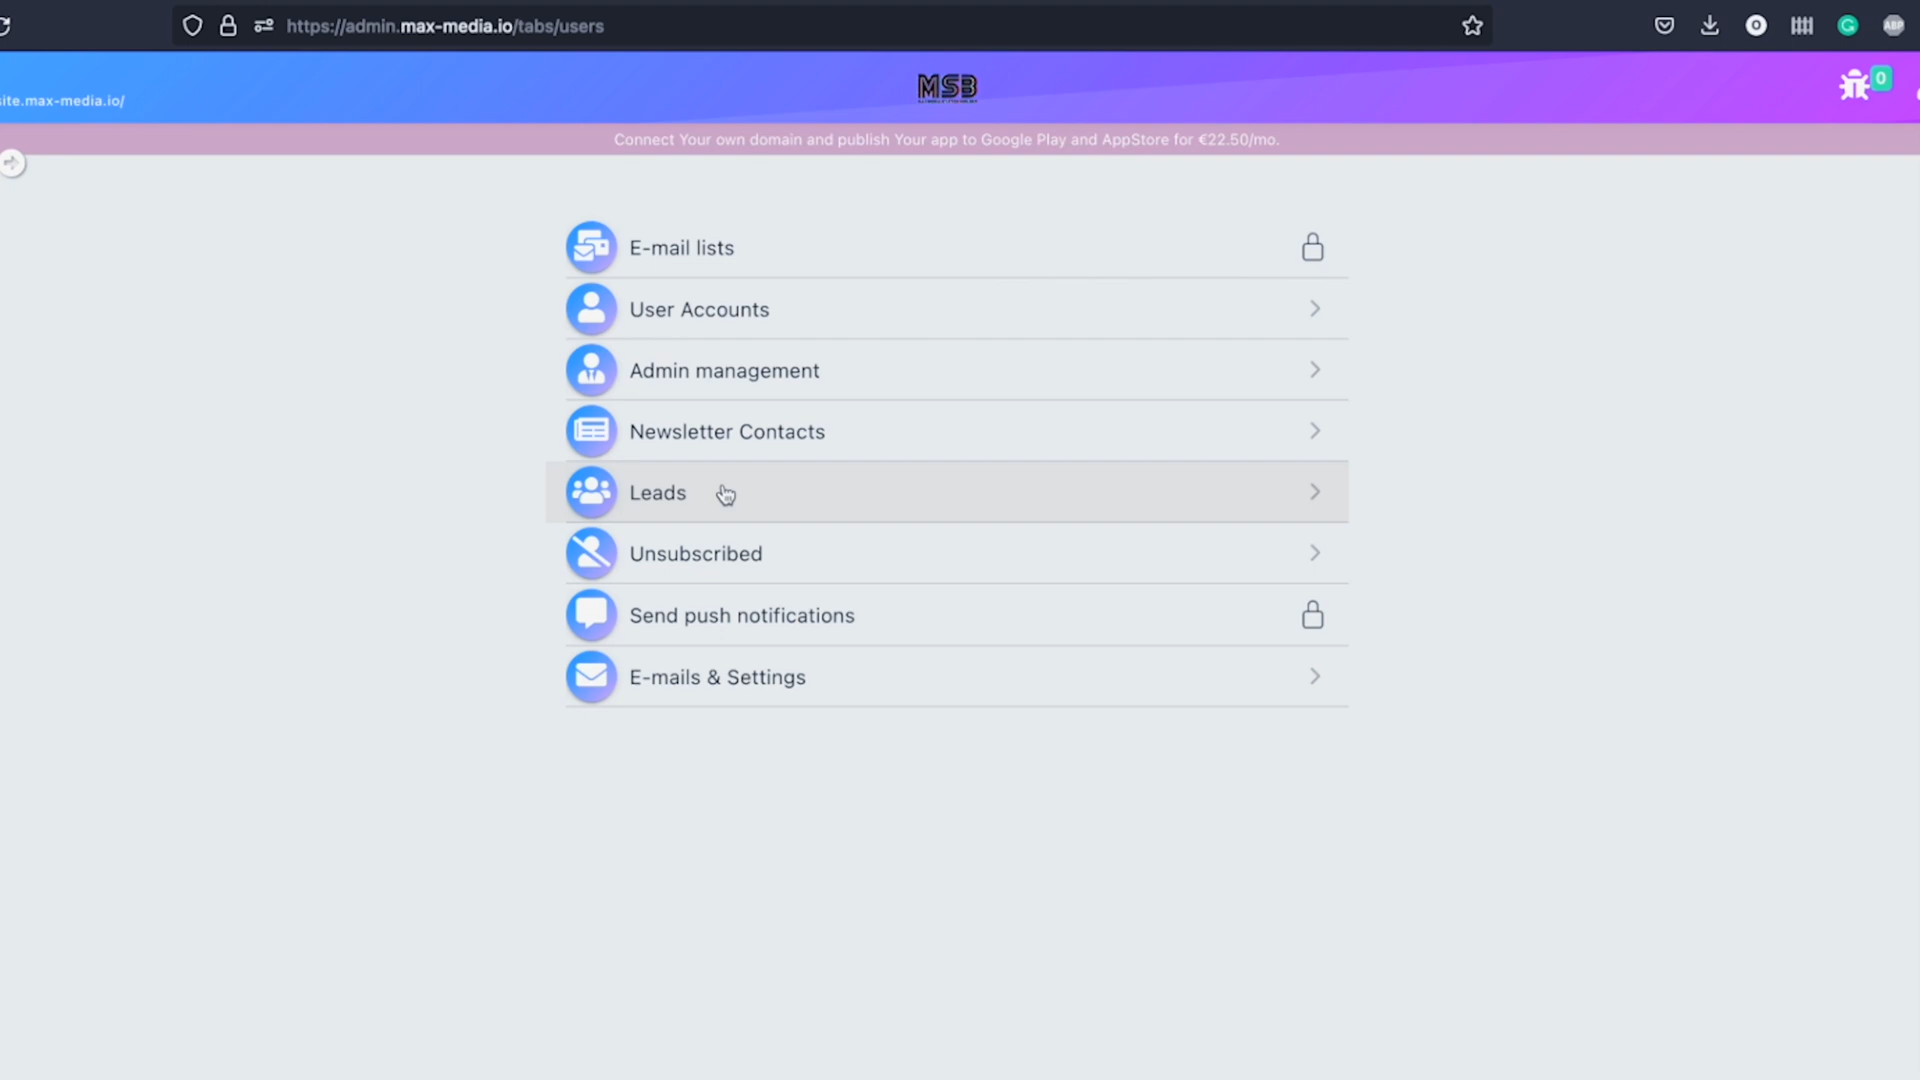 https://admin.max-media.io/tabs/users
ABP
site.max-media.io/
MSB
0
Connect Your own domain and publish Your app to Google Play and AppStore for €22.50/mo.
E-mail lists
User Accounts
Admin management
Newsletter Contacts
Leads
Unsubscribed
Send push notifications
E-mails & Settings